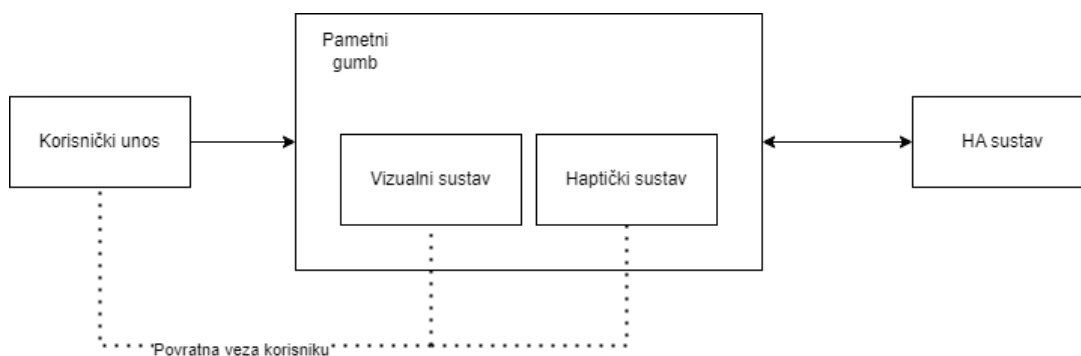 Pametni
gumb
Korisnički unos
HA sustav
Vizualni sustav
Haptički sustav
Povratna veza korisniku